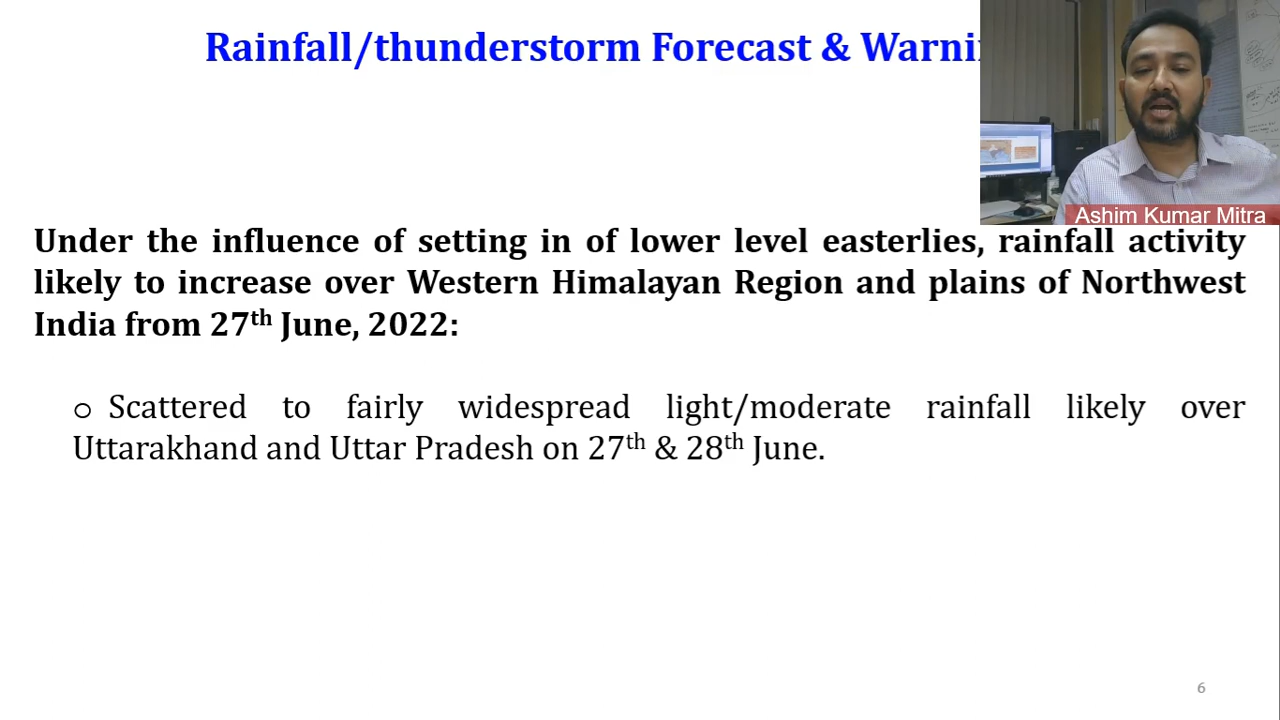 Rainfall/thunderstorm Forecast &
Ashim Kumar Mitra
Under the influence of setting in of lower level easterlies, rainfall activity
likely to increase over Western Himalayan Region and plains of Northwest
India from 27th June, 2022:
o Scattered to fairly widespread light/moderate rainfall likely over
Uttarakhand and Uttar Pradesh on 27th & 28th June.
6